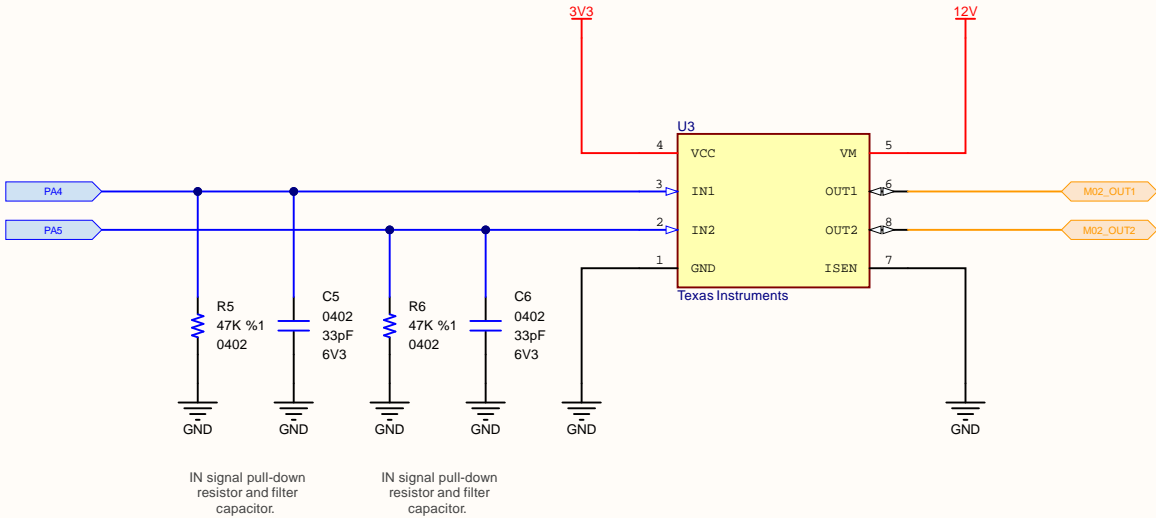 3V3
12V
U3
4
VCC
VM
5
PA4
3
IN1
OUT1
6
M02_OUT1
PA5
2
IN2
OUT2
8
M02_OUT2
1
GND
ISEN
7
Texas Instruments
R5
47K %1
0402
C5
0402
33pF
6V3
R6
47K %1
0402
C6
0402
33pF
6V3
GND
GND
GND
GND
GND
GND
IN signal pull-down
resistor and filter
capacitor.
IN signal pull-down
resistor and filter
capacitor.